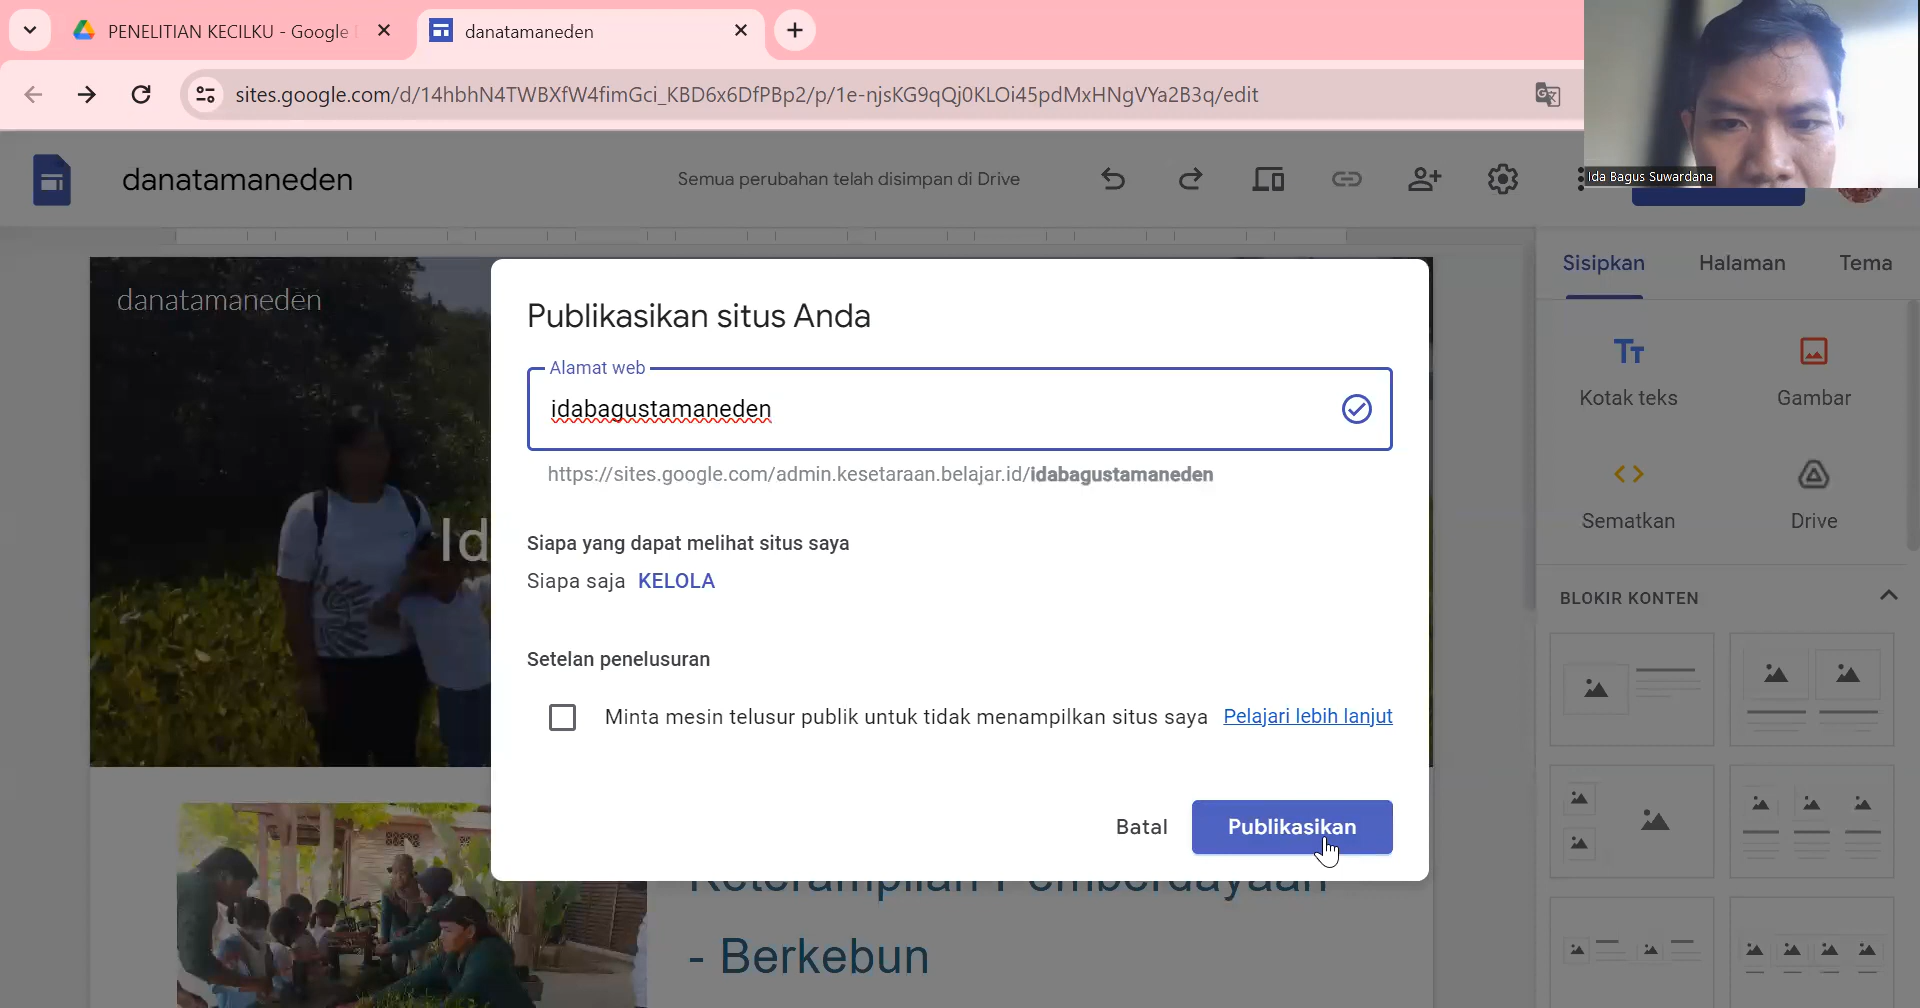 PENELITIAN KECILKU - Google
danatamaneden
sites.google.com/d/14hbhN4TWBXfW4fimGci_KBD6x6DfPBp2/p/1e-njsKG9qQj0KLOi45pdMxHNgVYa2B3q/edit
Ida Bagus Suwardana
danatamaneden
Semua perubahan telah disimpan di Drive
Sisipkan
Halaman
Tema
danatamaneden
Id
Publikasikan situs Anda
Alamat web
idabagustamaneden
https://sites.google.com/admin.kesetaraan.belajar.id/idabagustamaneden
Siapa yang dapat melihat situs saya
Siapa saja KELOLA
Setelan penelusuran
Minta mesin telusur publik untuk tidak menampilkan situs saya Pelajari lebih lanjut
Batal
Publikasikan
Kotak teks
Gambar
Sematkan
Drive
BLOKIR KONTEN
Keterampilan Pemberdayaan
- Berkebun